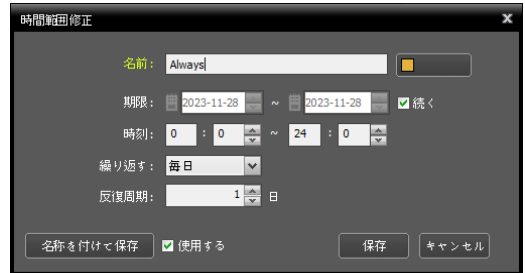 時間範囲修正 x
名前: Always
期限: 2023-11-28 ~ 2023-11-28 続く
時刻: 0 : 0 ~ 24 : 0
繰り返す: 毎日
反復周期: 1 日
名称を付けて保存 使用する 保存 キャンセル